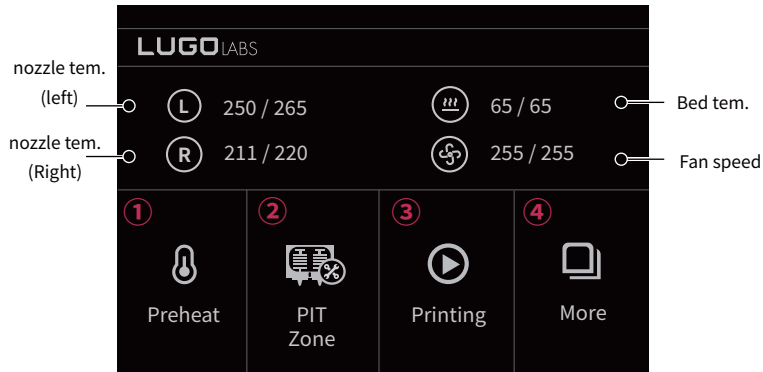 LUGO LABS
nozzle tem.
(left)
L 250 / 265
65 / 65
Bed tem.
nozzle tem.
(Right)
R 211 / 220
255 / 255
Fan speed
① ② ③ ④
Preheat
PIT
Zone
Printing
More